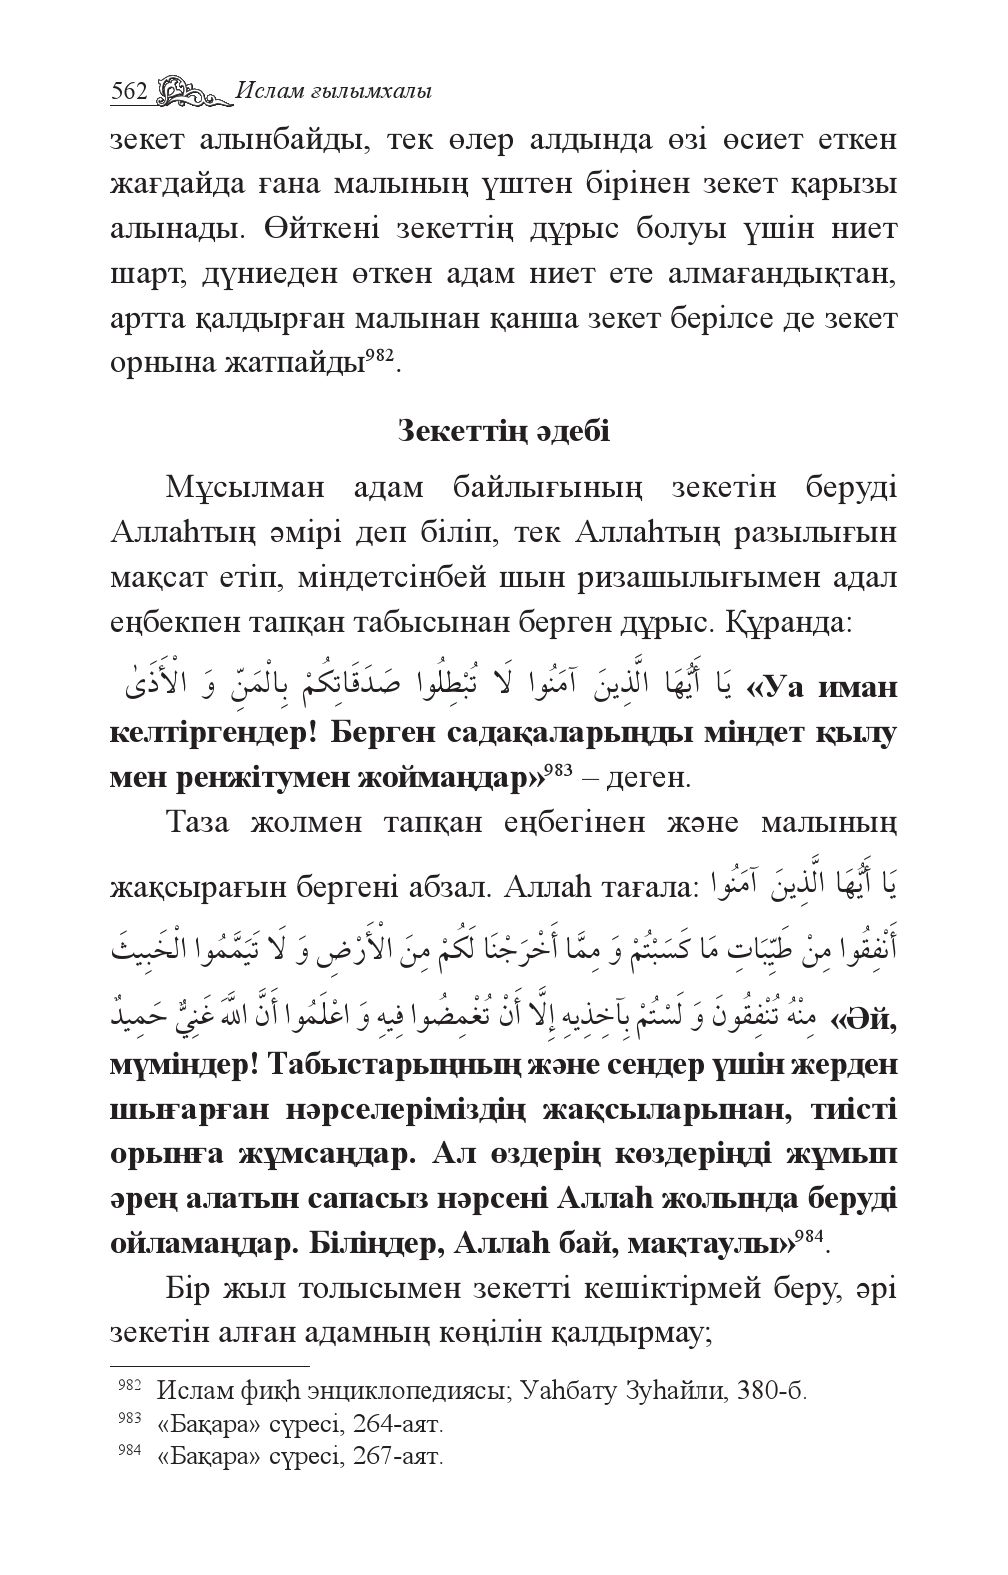 562 Ислам ғылымхалы
зекет алынбайды, тек өлер алдында өзі өсиет еткен
жағдайда ғана малының үштен бірінен зекет қарызы
алынады. Өйткені зекеттің дұрыс болуы үшін ниет
шарт, дүниеден өткен адам ниет ете алмағандықтан,
артта қалдырған малынан қанша зекет берілсе де зекет
орнына жатпайды982.
Зекеттің әдебі
Мұсылман адам байлығының зекетін беруді
Аллаһтың әмірі деп біліп, тек Аллаһтың разылығын
мақсат етіп, міндетсінбей шын ризашылығымен адал
еңбекпен тапқан табысынан берген дұрыс. Құранда:
يَا أَيُّهَا الَّذِينَ آمَنُوا لَا تُبْطِلُوا صَدَقَاتِكُمْ بِالْمَنِّ وَ الْأَذَىٰ «Уа иман
келтіргендер! Берген садақаларыңды міндет қылу
мен ренжітумен жоймаңдар»983 – деген.
Таза жолмен тапқан еңбегінен және малының
жақсырағын бергені абзал. Аллаһ тағала: يَا أَيُّهَا الَّذِينَ آمَنُوا
أَنْفِقُوا مِنْ طَيِّبَاتِ مَا كَسَبْتُمْ وَ مِمَّا أَخْرَجْنَا لَكُمْ مِنَ الْأَرْضِ وَ لَا تَيَمَّمُوا الْخَبِيثَ
مِنْهُ تُنْفِقُونَ وَ لَسْتُمْ بِآخِذِيهِ إِلَّا أَنْ تُغْمِضُوا فِيهِ وَ اعْلَمُوا أَنَّ اللَّهَ غَنِيٌّ حَمِيدٌ «Әй,
мүміндер! Табыстарыңның және сендер үшін жерден
шығарған нәрселеріміздің жақсыларынан, тиісті
орынға жұмсаңдар. Ал өздерің көздеріңді жұмып
әрең алатын сапасыз нәрсені Аллаһ жолында беруді
ойламаңдар. Біліңдер, Аллаһ бай, мақтаулы»984.
Бір жыл толысымен зекетті кешіктірмей беру, әрі
зекетін алған адамның көңілін қалдырмау;
982 Ислам фиқһ энциклопедиясы; Уаһбату Зуһайли, 380-б.
983 «Бақара» сүресі, 264-аят.
984 «Бақара» сүресі, 267-аят.